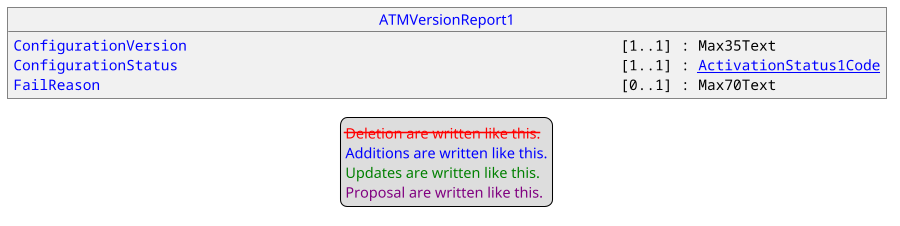 ATMVersionReport1
ConfigurationVersion [1..1] : Max35Text
ConfigurationStatus [1..1] : ActivationStatus1Code
FailReason [0..1] : Max70Text
Deletion are written like this.
Additions are written like this.
Updates are written like this.
Proposal are written like this.